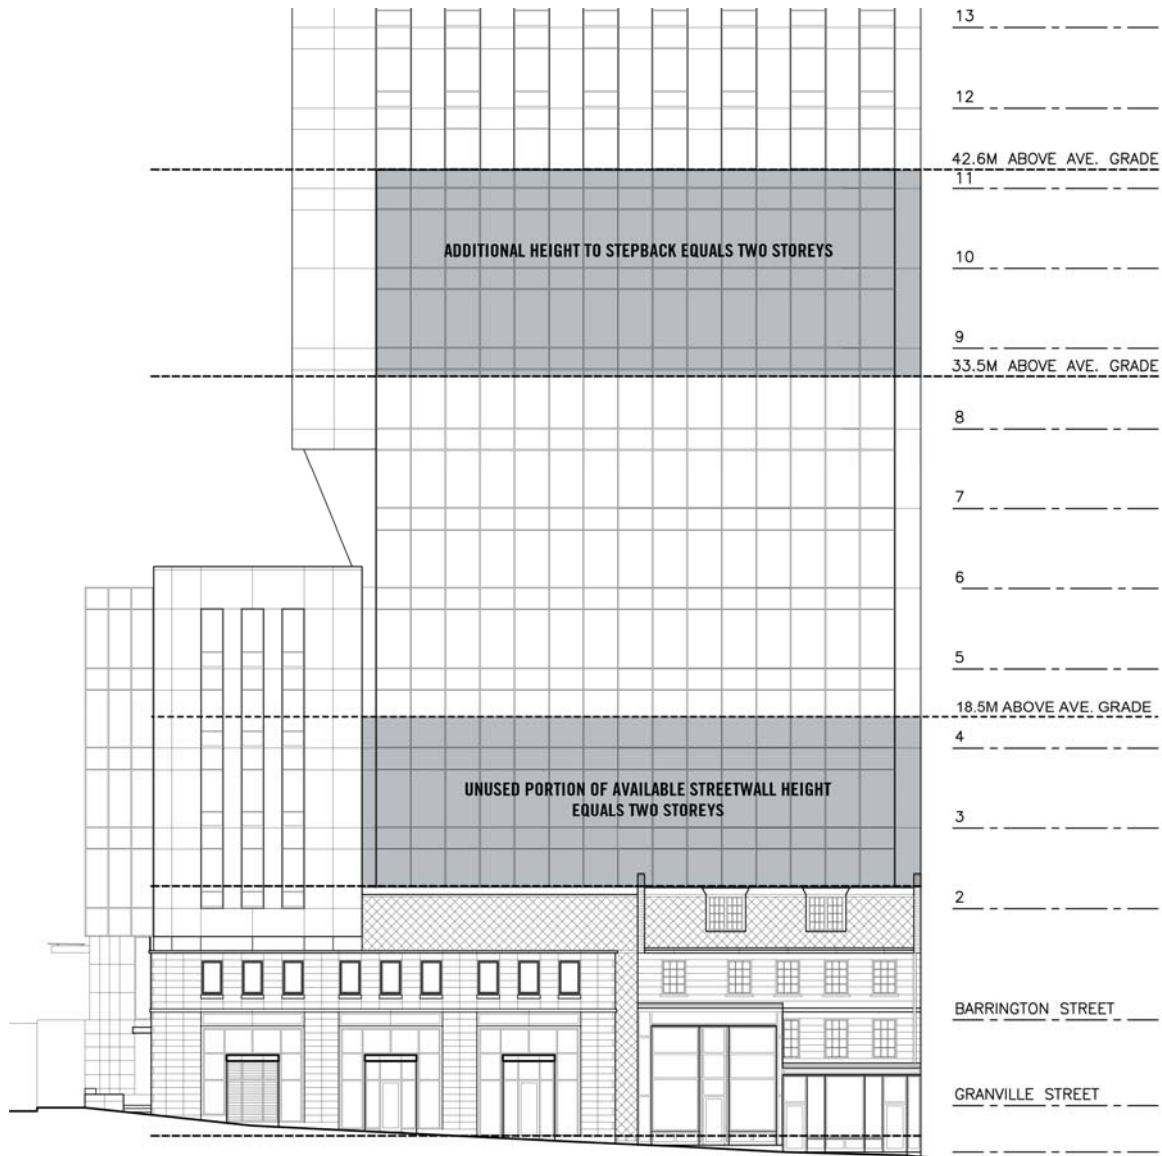 13
12
42.6M ABOVE AVE. GRADE
11
ADDITIONAL HEIGHT TO STEPBACK EQUALS TWO STOREYS
10
9
33.5M ABOVE AVE. GRADE
8
7
6
5
18.5M ABOVE AVE. GRADE
4
UNUSED PORTION OF AVAILABLE STREETWALL HEIGHT
EQUALS TWO STOREYS
3
2
BARRINGTON STREET
GRANVILLE STREET